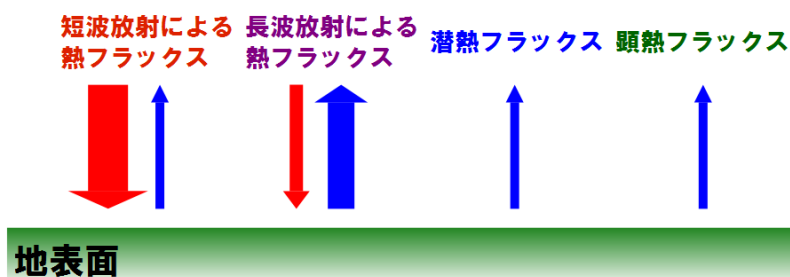 短波放射による
熱フラックス
長波放射による
熱フラックス
潜熱フラックス
顕熱フラックス
地表面